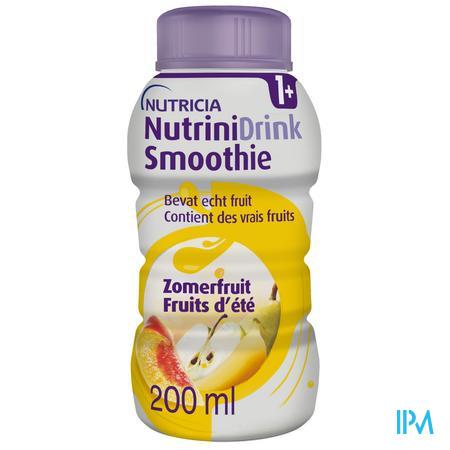 1+
NUTRICIA
NutriniDrink
Smoothie
Bevat echt fruit
Contient des vrais fruits
Zomerfruit
Fruits d'été
200 ml
IPM